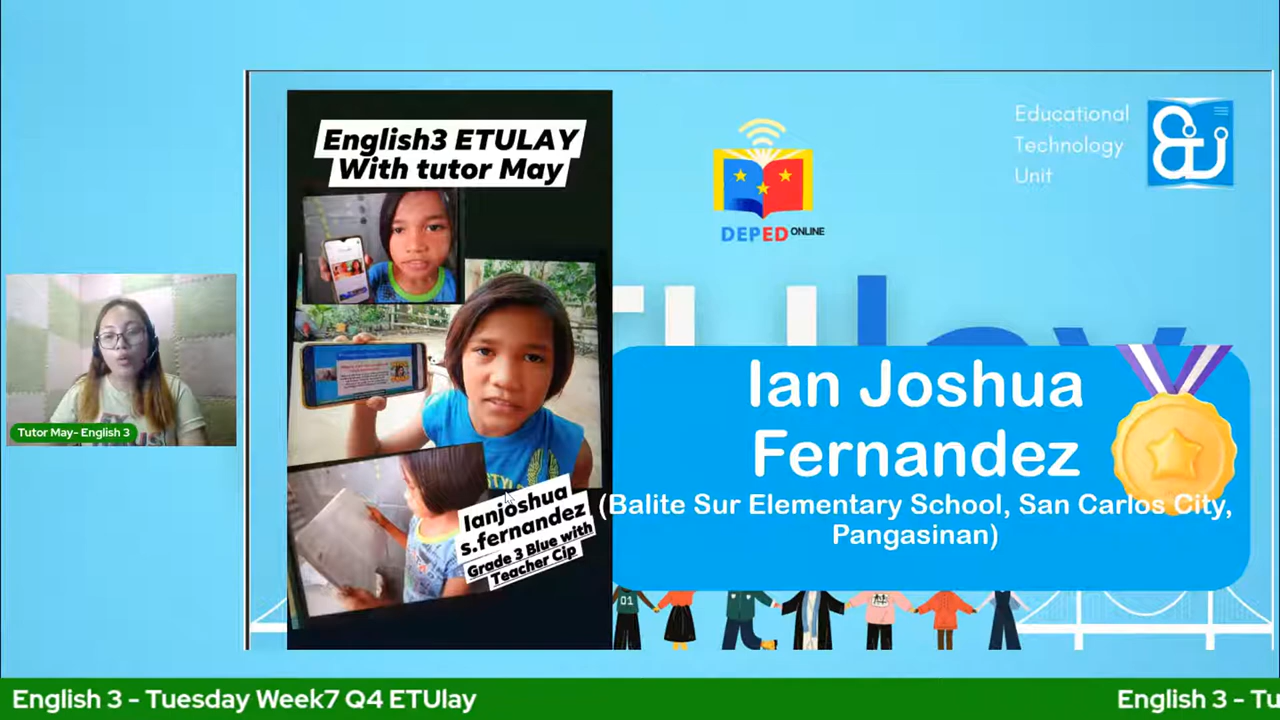 English3 ETULAY
With tutor May
Ianjoshua
s.fernandez
Grade 3 Blue with
Teacher Cip
DEPED ONLINE
Educational
Technology
Unit
Ian Joshua
Fernandez
(Balite Sur Elementary School, San Carlos City,
Pangasinan)
01
Tutor May- English 3
English 3 - Tuesday Week7 Q4 ETUlay
English 3 - Tu